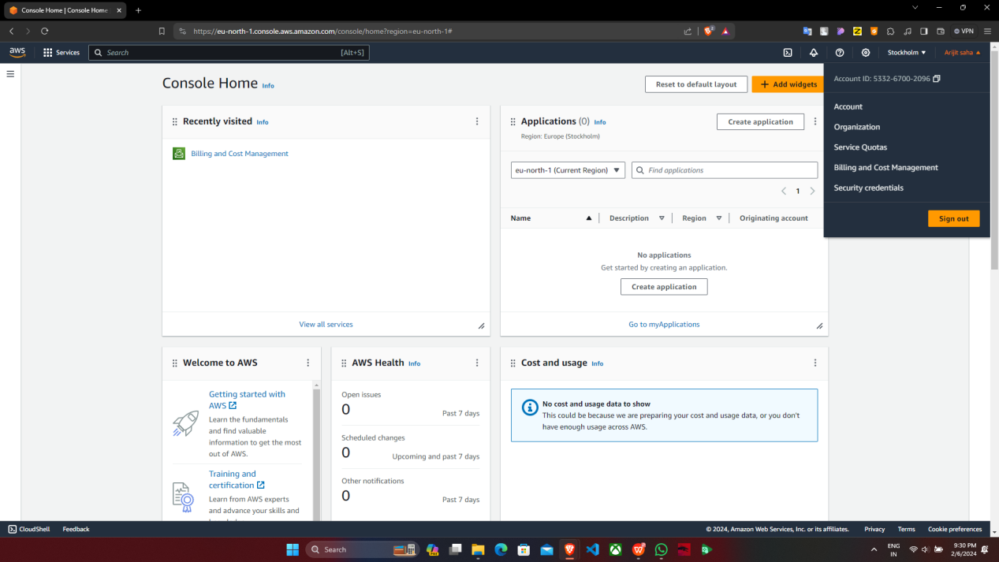 Console Home | Console Home
https://eu-north-1.console.aws.amazon.com/console/home?region=eu-north-1#
2
VPN
aws
Services
Search
[Alt+S]
Stockholm
Arijit saha
Console Home Info
Reset to default layout
+ Add widgets
Account ID: 5332-6700-2096
Account
Organization
Service Quotas
Billing and Cost Management
Security credentials
Sign out
Recently visited Info
Billing and Cost Management
View all services
Applications (0) Info
Region: Europe (Stockholm)
Create application
eu-north-1 (Current Region)
Find applications
1
Name
Description
Region
Originating account
No applications
Get started by creating an application.
Create application
Go to myApplications
Welcome to AWS
Getting started with
AWS
Learn the fundamentals
and find valuable
information to get the most
out of AWS.
Training and
certification
Learn from AWS experts
and advance your skills and
AWS Health Info
Open issues
0
Past 7 days
Scheduled changes
0
Upcoming and past 7 days
Other notifications
0
Past 7 days
Cost and usage Info
No cost and usage data to show
This could be because we are preparing your cost and usage data, or you don't
have enough usage across AWS.
CloudShell
Feedback
© 2024, Amazon Web Services, Inc. or its affiliates.
Privacy
Terms
Cookie preferences
Search
ENG
IN
9:30 PM
2/6/2024